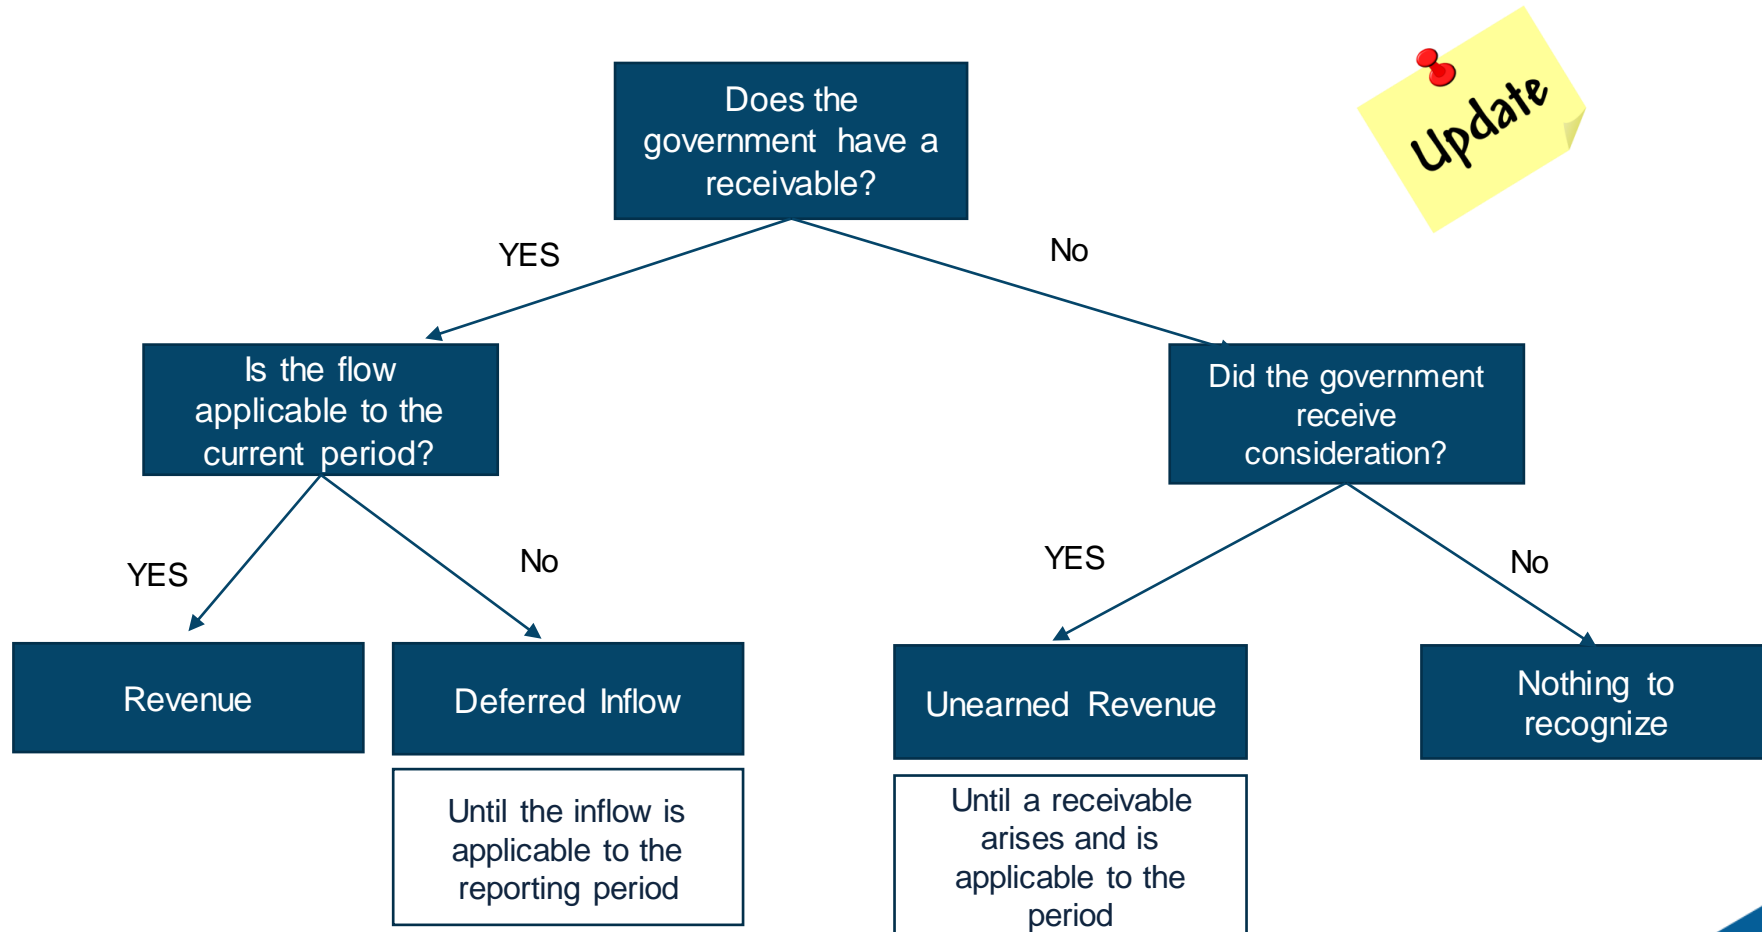 Update
Does the
government have a
receivable?
YES
No
Is the flow
applicable to the
current period?
Did the government
receive
consideration?
YES
No
YES
No
Revenue
Deferred Inflow
Unearned Revenue
Nothing to
recognize
Until the inflow is
applicable to the
reporting period
Until a receivable
arises and is
applicable to the
period